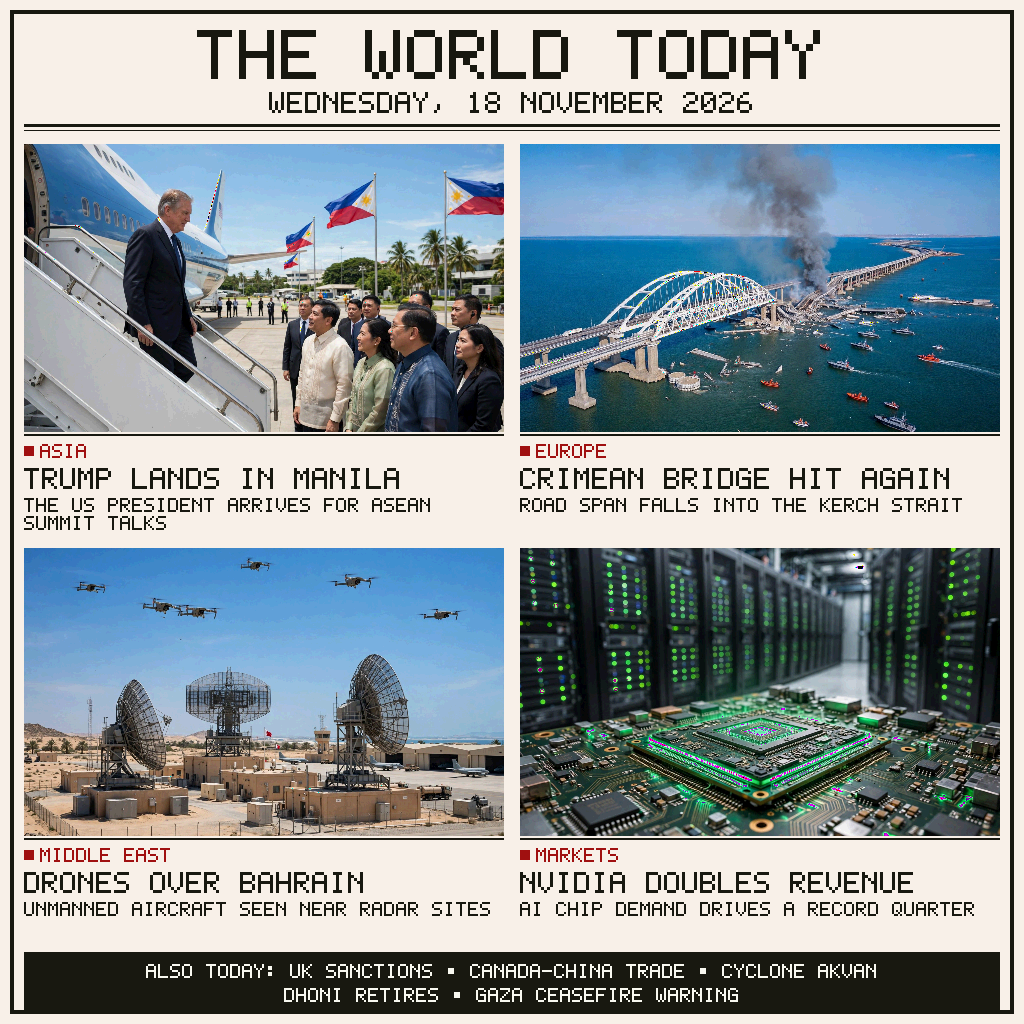 THE WORLD TODAY
WEDNESDAY, 18 NOVEMBER 2026
ASIA
TRUMP LANDS IN MANILA
THE US PRESIDENT ARRIVES FOR ASEAN
SUMMIT TALKS
EUROPE
CRIMEAN BRIDGE HIT AGAIN
ROAD SPAN FALLS INTO THE KERCH STRAIT
MIDDLE EAST
DRONES OVER BAHRAIN
UNMANNED AIRCRAFT SEEN NEAR RADAR SITES
MARKETS
NVIDIA DOUBLES REVENUE
AI CHIP DEMAND DRIVES A RECORD QUARTER
ALSO TODAY: UK SANCTIONS ▪ CANADA-CHINA TRADE ▪ CYCLONE AKVAN
DHONI RETIRES ▪ GAZA CEASEFIRE WARNING